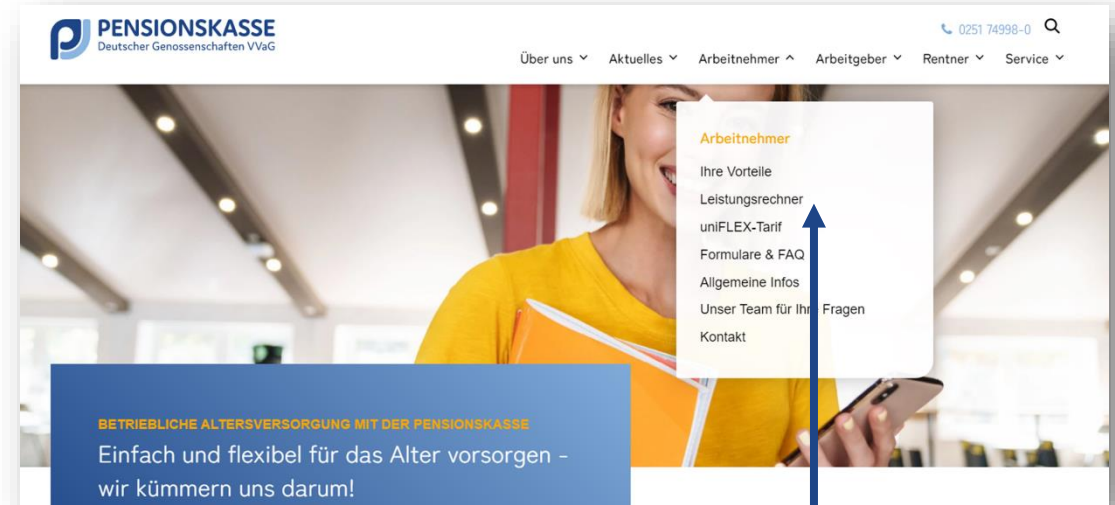 PENSIONSKASSE
Deutscher Genossenschaften VVaG
0251 74998-0
Über uns Aktuelles Arbeitnehmer Arbeitgeber Rentner Service
Arbeitnehmer
Ihre Vorteile
Leistungsrechner
uniFLEX-Tarif
Formulare & FAQ
Allgemeine Infos
Unser Team für Ihre Fragen
Kontakt
BETRIEBLICHE ALTERSVERSORGUNG MIT DER PENSIONSKASSE
Einfach und flexibel für das Alter vorsorgen –
wir kümmern uns darum!